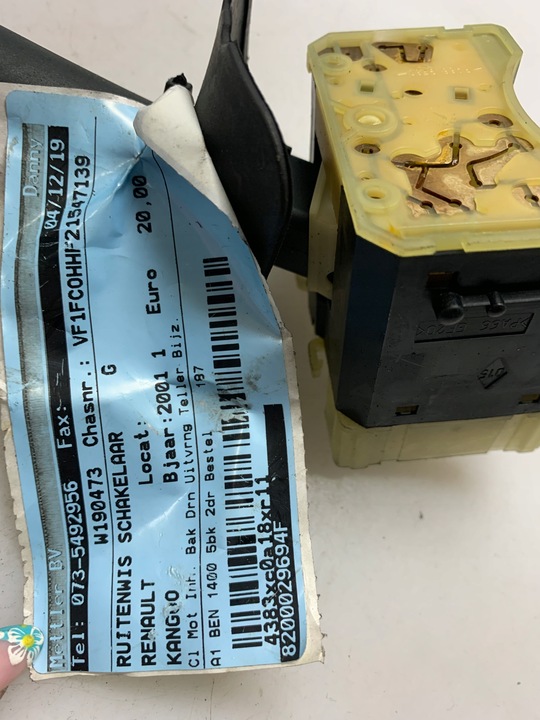 Mettler BV Danny
Tel: 073-5492956 Fax: 04/12/19
W190473 Chasnr.: VF1FC0HHF21547139
RUITENWIS SCHAKELAAR G
RENAULT Locat:
KANGOO Bjaar:2001 1 Euro 20,00
Cl Mot Inh. Bak Drn Uitvrng Teller Bijz.
A1 BEN 1400 5bk 2dr Bestel 187
4383xc0a18xr11
8200029694F